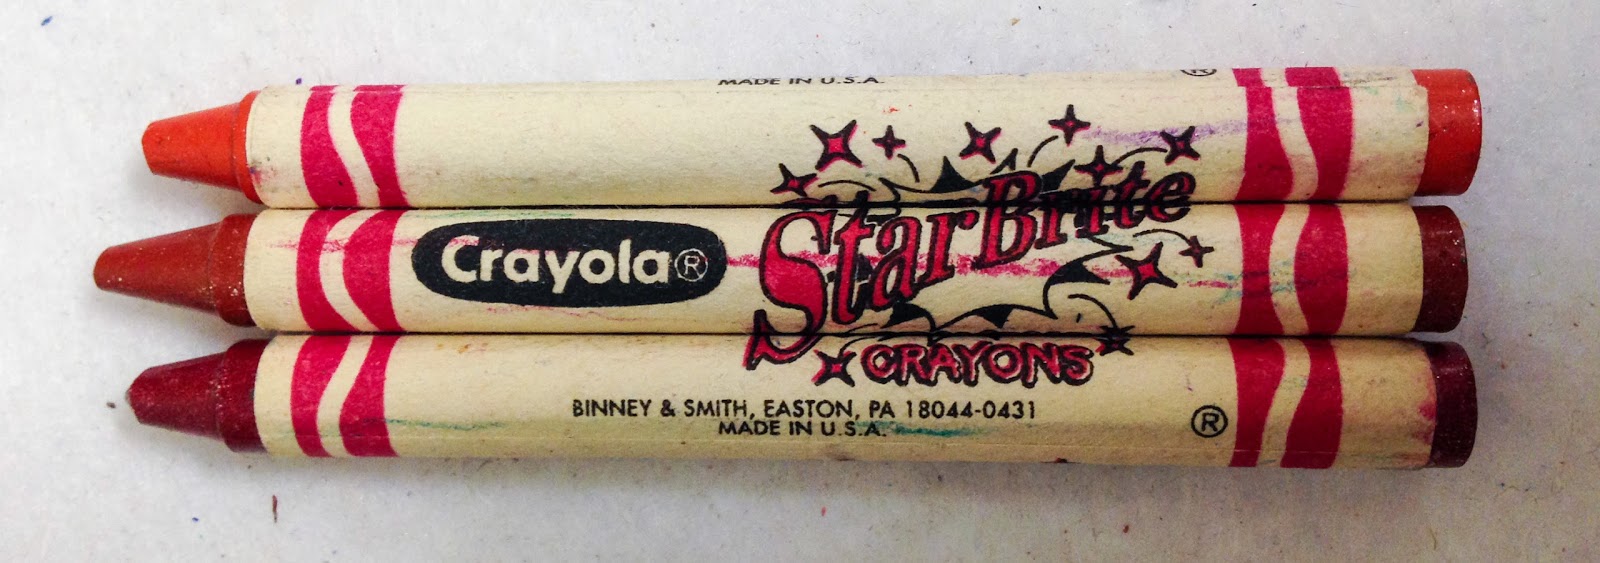 MADE IN U.S.A. ®
Crayola®
StarBrite
CRAYONS
BINNEY & SMITH, EASTON, PA 18044-0431
MADE IN U.S.A.
®